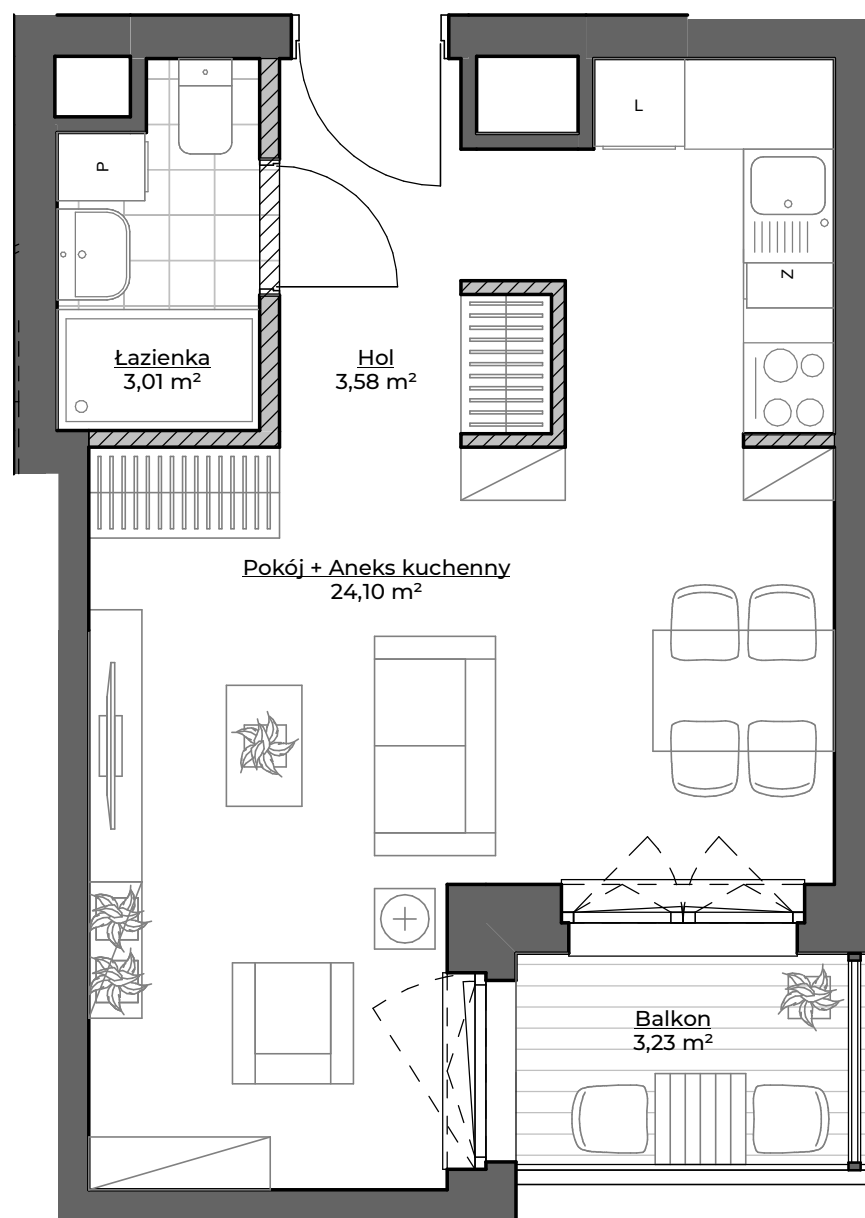 L
P
Z
Łazienka
3,01 m²
Hol
3,58 m²
Pokój + Aneks kuchenny
24,10 m²
Balkon
3,23 m²